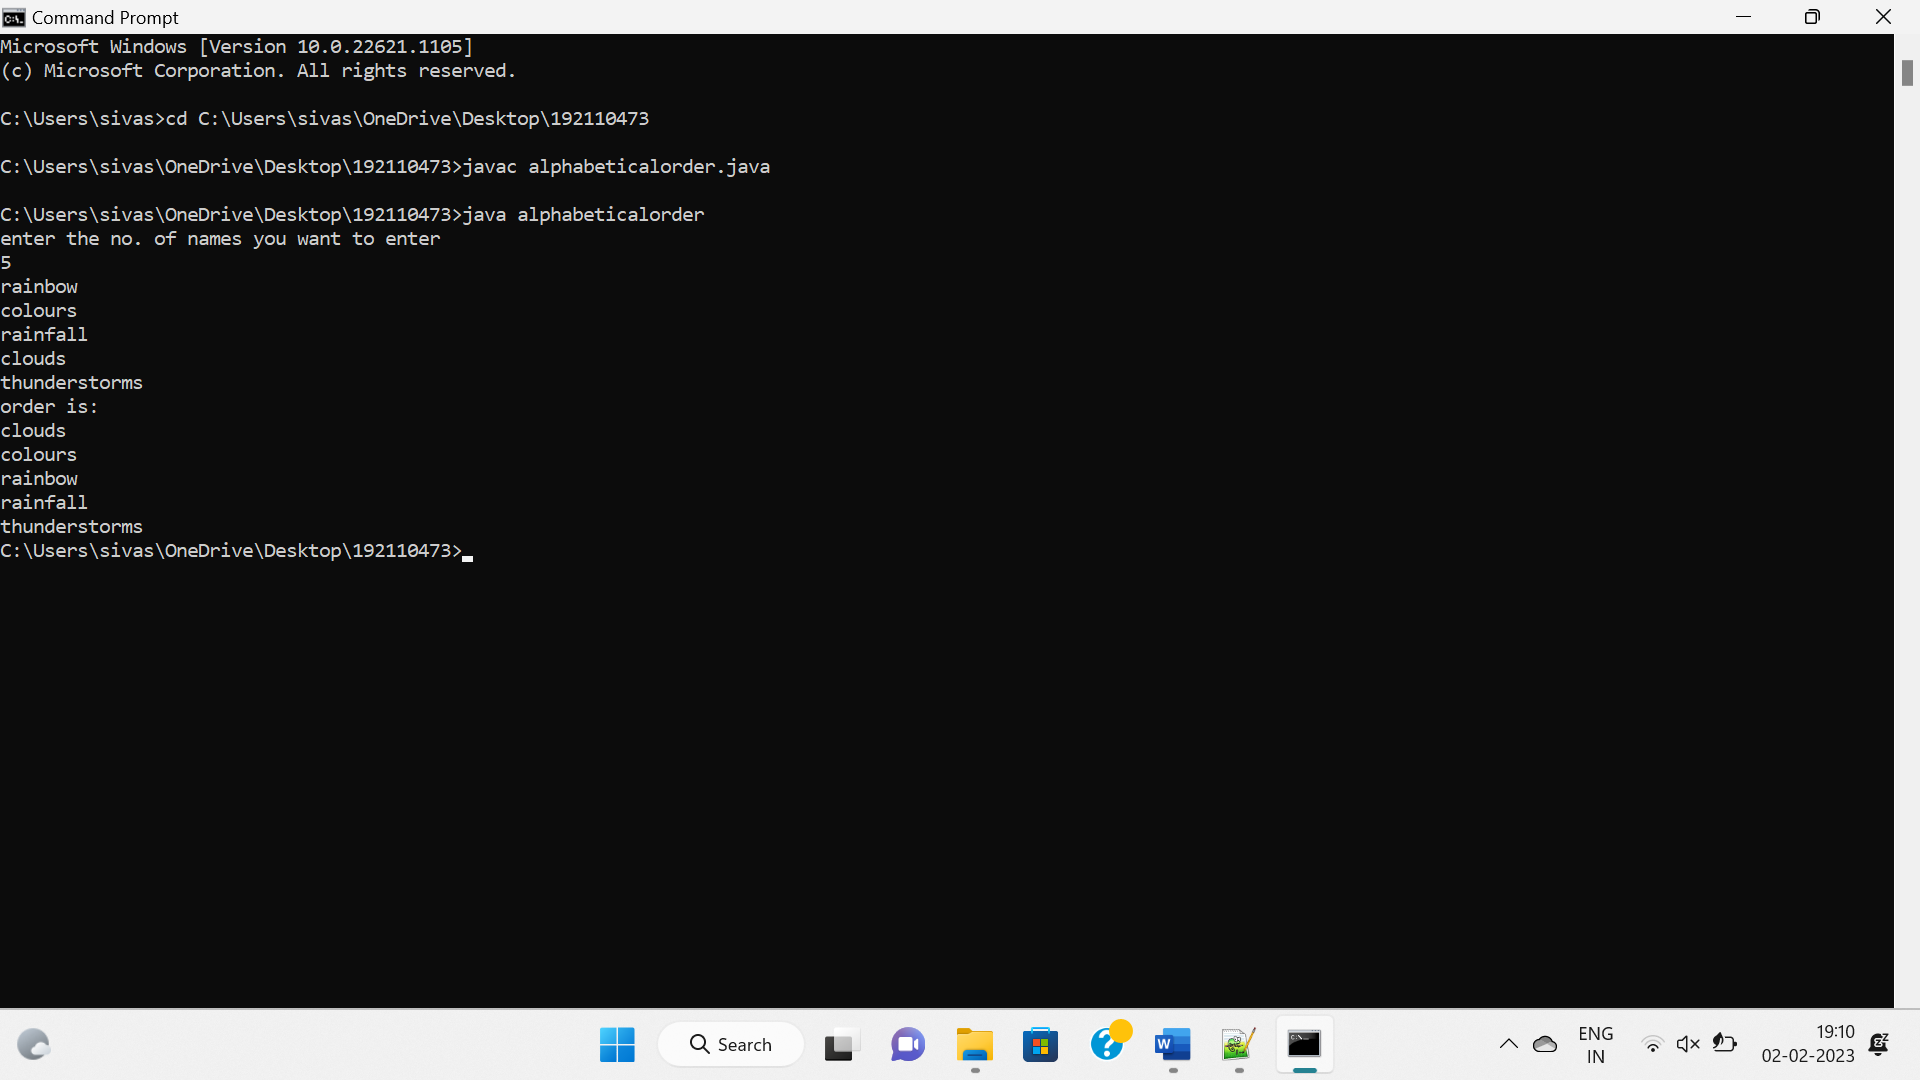 Command Prompt
Microsoft Windows [Version 10.0.22621.1105]
(c) Microsoft Corporation. All rights reserved.
C:\Users\sivas>cd C:\Users\sivas\OneDrive\Desktop\192110473
C:\Users\sivas\OneDrive\Desktop\192110473>javac alphabeticalorder.java
C:\Users\sivas\OneDrive\Desktop\192110473>java alphabeticalorder
enter the no. of names you want to enter
5
rainbow
colours
rainfall
clouds
thunderstorms
order is:
clouds
colours
rainbow
rainfall
thunderstorms
C:\Users\sivas\OneDrive\Desktop\192110473>
Search
ENG
IN
19:10
02-02-2023